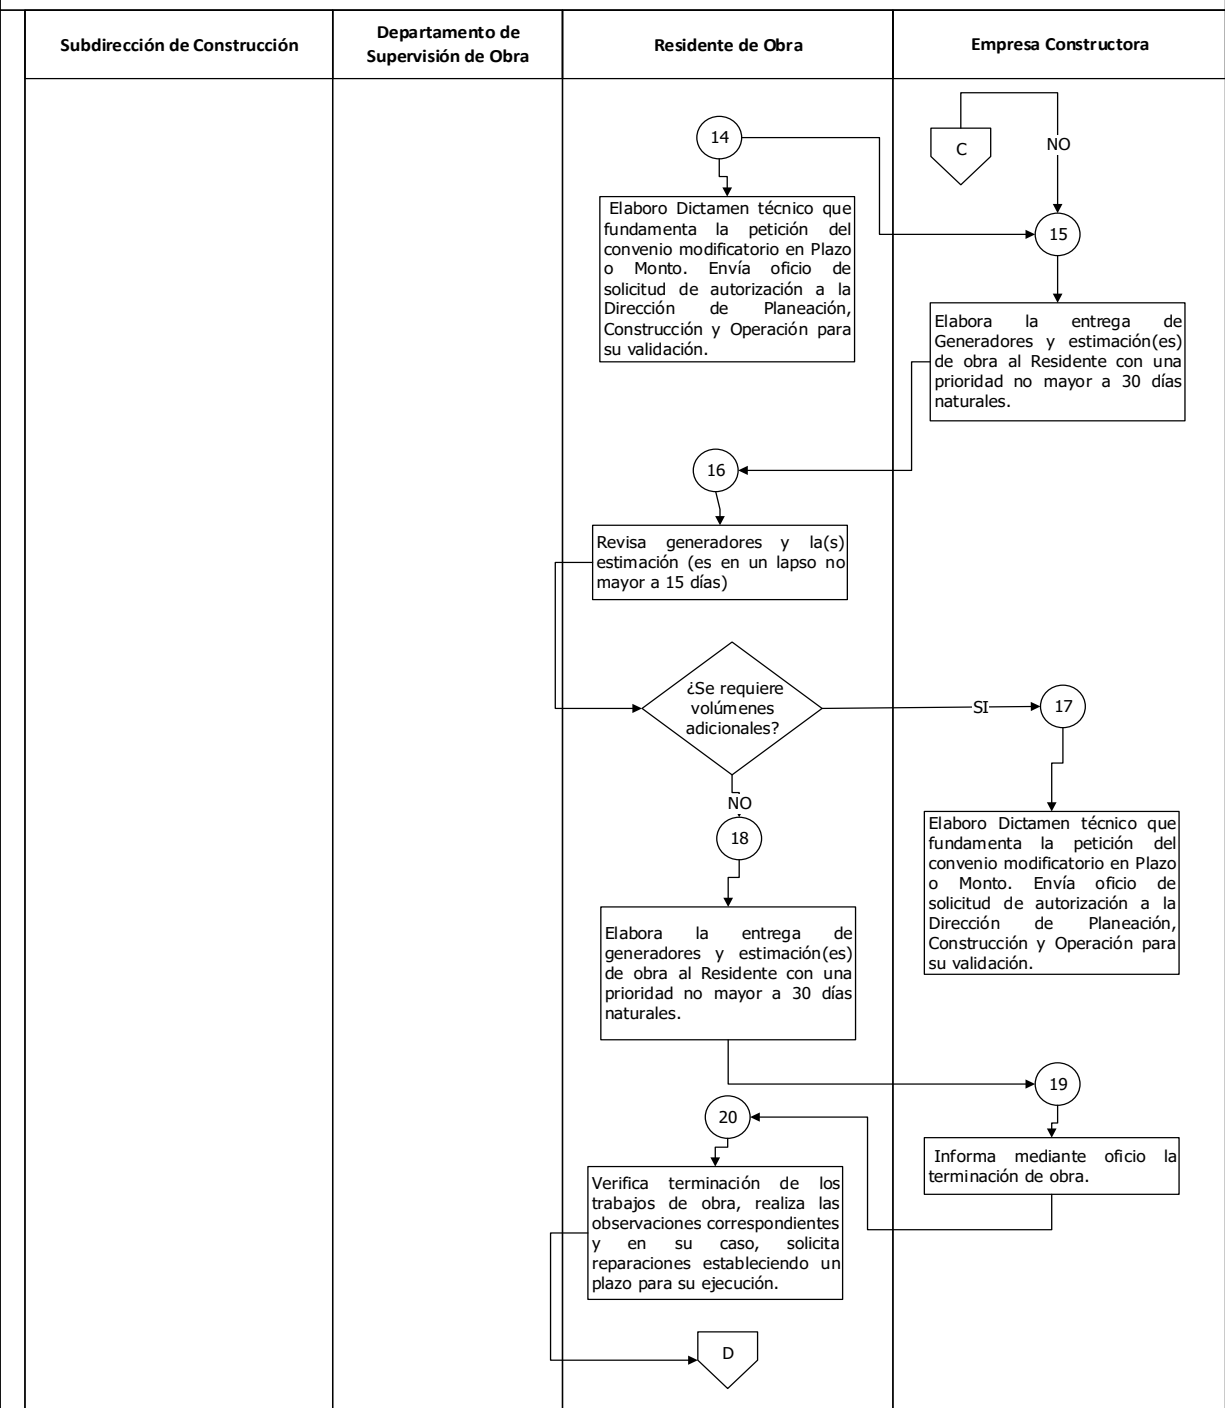 Subdirección de Construcción
Departamento de
Supervisión de Obra
Residente de Obra
Empresa Constructora
14
C
NO
15
Elaboro Dictamen técnico que
fundamenta la petición del
convenio modificatorio en Plazo
o Monto. Envía oficio de
solicitud de autorización a la
Dirección de Planeación,
Construcción y Operación para
su validación.
Elabora la entrega de
Generadores y estimación(es)
de obra al Residente con una
prioridad no mayor a 30 días
naturales.
16
Revisa generadores y la(s)
estimación (es en un lapso no
mayor a 15 días)
¿Se requiere
volúmenes
adicionales?
SI
17
NO
18
Elaboro Dictamen técnico que
fundamenta la petición del
convenio modificatorio en Plazo
o Monto. Envía oficio de
solicitud de autorización a la
Dirección de Planeación,
Construcción y Operación para
su validación.
Elabora la entrega de
generadores y estimación(es)
de obra al Residente con una
prioridad no mayor a 30 días
naturales.
19
20
Informa mediante oficio la
terminación de obra.
Verifica terminación de los
trabajos de obra, realiza las
observaciones correspondientes
y en su caso, solicita
reparaciones estableciendo un
plazo para su ejecución.
D